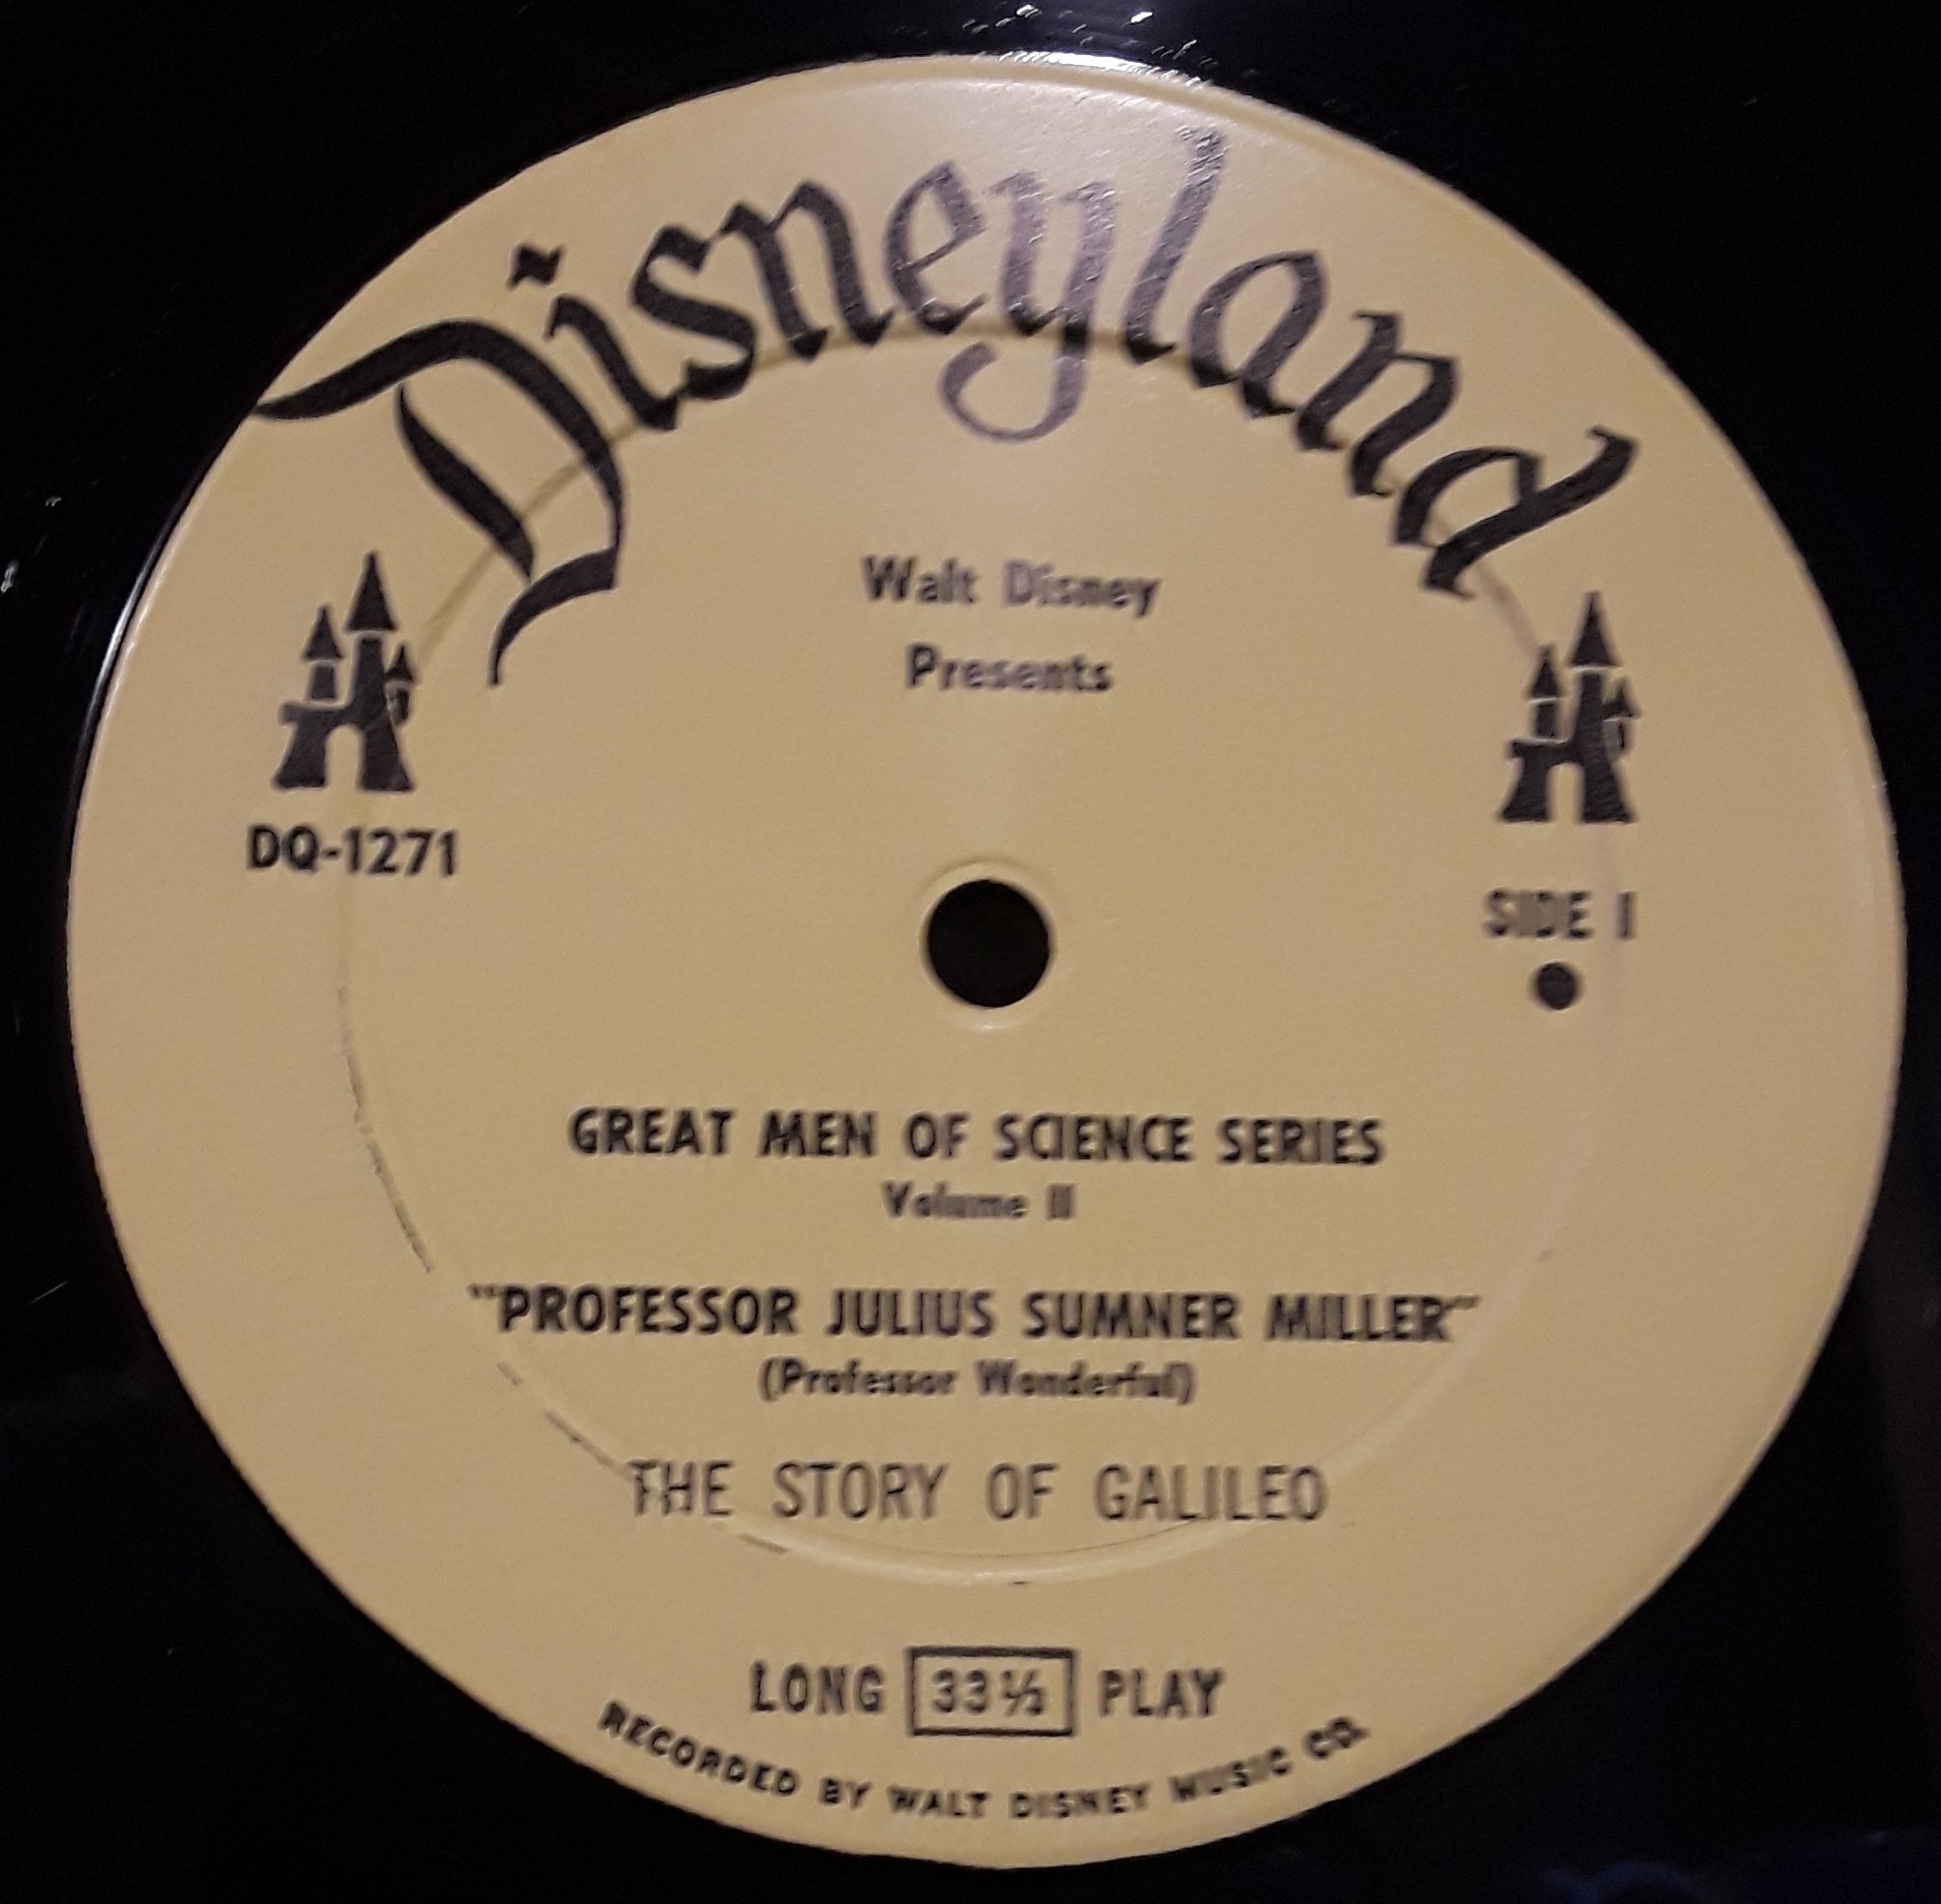 Disneyland
Walt Disney
Presents
DQ-1271
SIDE I
GREAT MEN OF SCIENCE SERIES
Volume II
"PROFESSOR JULIUS SUMNER MILLER"
(Professor Wonderful)
THE STORY OF GALILEO
LONG 33⅓ PLAY
RECORDED BY WALT DISNEY MUSIC CO.